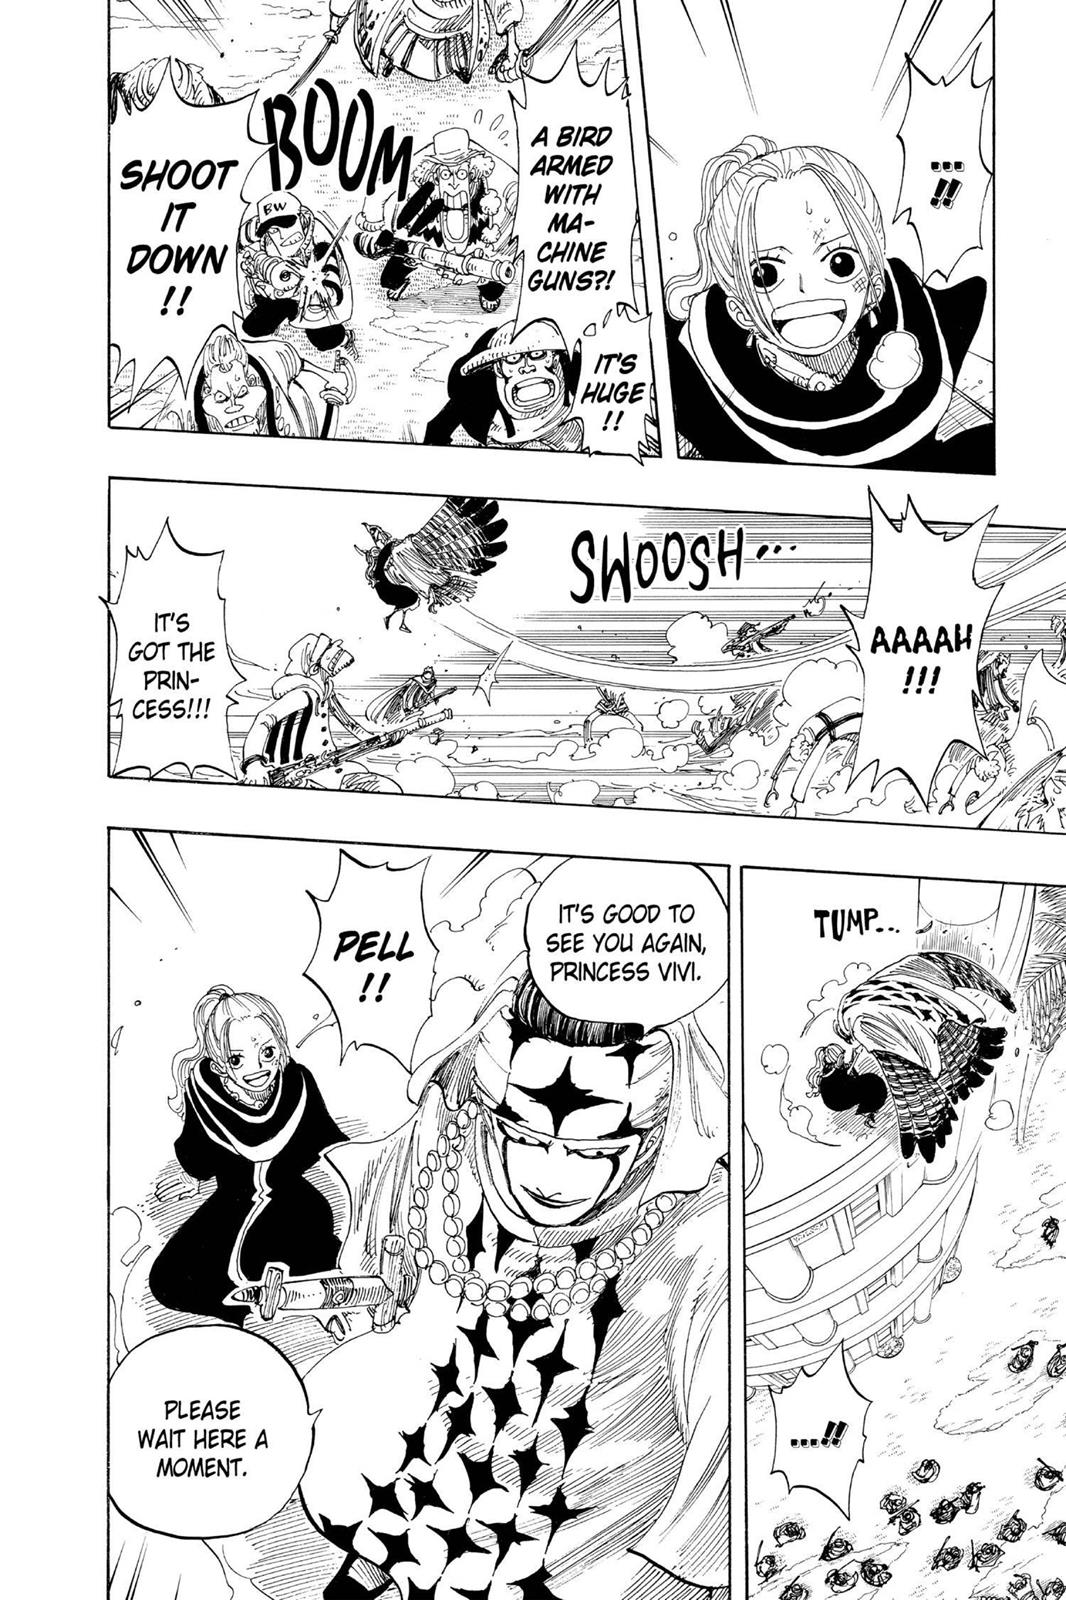 ...!!
A BIRD
ARMED
WITH
MA-
CHINE
GUNS?!
IT'S
HUGE
!!
BOOM
BW
SHOOT
IT
DOWN
!!
AAAAH
!!!
SWOOSH...
IT'S
GOT THE
PRIN-
CESS!!!
TUMP...
...!!
IT'S GOOD TO
SEE YOU AGAIN,
PRINCESS VIVI.
PELL
!!
PLEASE
WAIT HERE A
MOMENT.